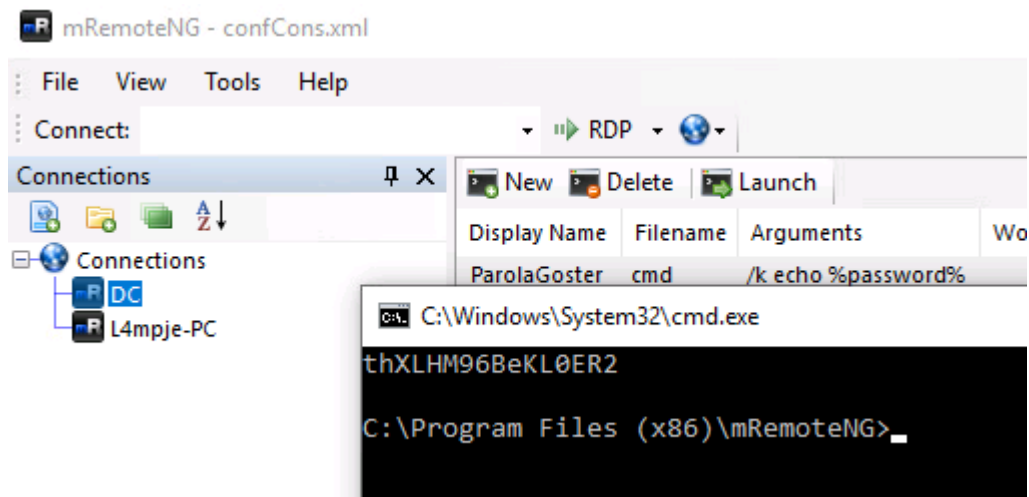 mRemoteNG - confCons.xml
File View Tools Help
Connect: RDP
Connections
New Delete Launch
Display Name Filename Arguments Wo
Connections
ParolaGoster cmd /k echo %password%
DC
L4mpje-PC
C:\Windows\System32\cmd.exe
thXLHM96BeKL0ER2
C:\Program Files (x86)\mRemoteNG>